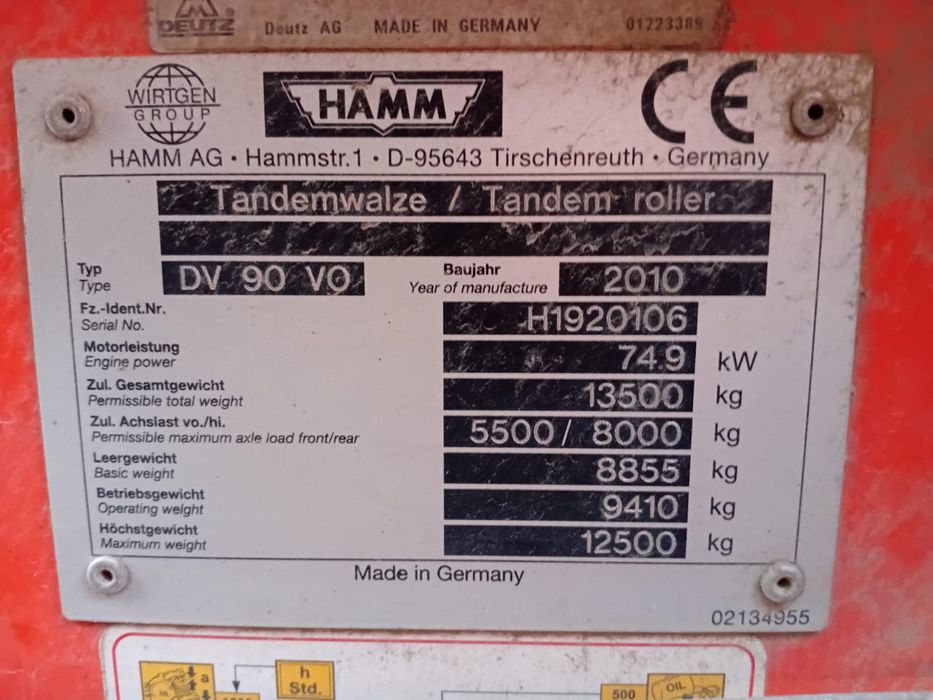 DEUTZ Deutz AG MADE IN GERMANY 01223389
WIRTGEN
GROUP
HAMM
CE
HAMM AG · Hammstr.1 · D-95643 Tirschenreuth · Germany
Tandemwalze / Tandem roller
Typ
Type
DV 90 VO
Baujahr
Year of manufacture
2010
Fz.-Ident.Nr.
Serial No.
H1920106
Motorleistung
Engine power
74.9 kW
Zul. Gesamtgewicht
Permissible total weight
13500 kg
Zul. Achslast vo./hi.
Permissible maximum axle load front/rear
5500 / 8000 kg
Leergewicht
Basic weight
8855 kg
Betriebsgewicht
Operating weight
9410 kg
Höchstgewicht
Maximum weight
12500 kg
Made in Germany
02134955
a
h
Std.
500
OIL